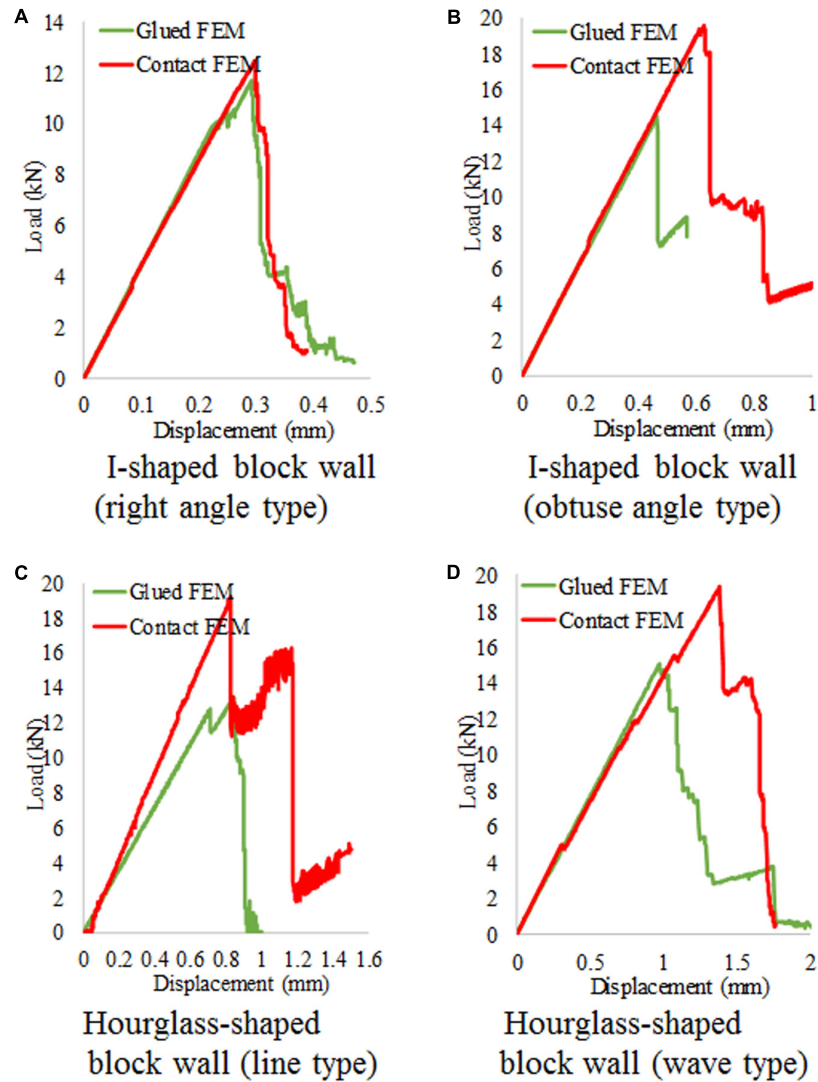 A
14
12
10
8
6
4
2
0
Load (kN)
Glued FEM
Contact FEM
0 0.1 0.2 0.3 0.4 0.5
Displacement (mm)
I-shaped block wall
(right angle type)
B
20
18
16
14
12
10
8
6
4
2
0
Load (kN)
Glued FEM
Contact FEM
0 0.2 0.4 0.6 0.8 1
Displacement (mm)
I-shaped block wall
(obtuse angle type)
C
20
18
16
14
12
10
8
6
4
2
0
Load (kN)
Glued FEM
Contact FEM
0 0.2 0.4 0.6 0.8 1 1.2 1.4 1.6
Displacement (mm)
Hourglass-shaped
block wall (line type)
D
20
18
16
14
12
10
8
6
4
2
0
Load (kN)
Glued FEM
Contact FEM
0 0.5 1 1.5 2
Displacement (mm)
Hourglass-shaped
block wall (wave type)